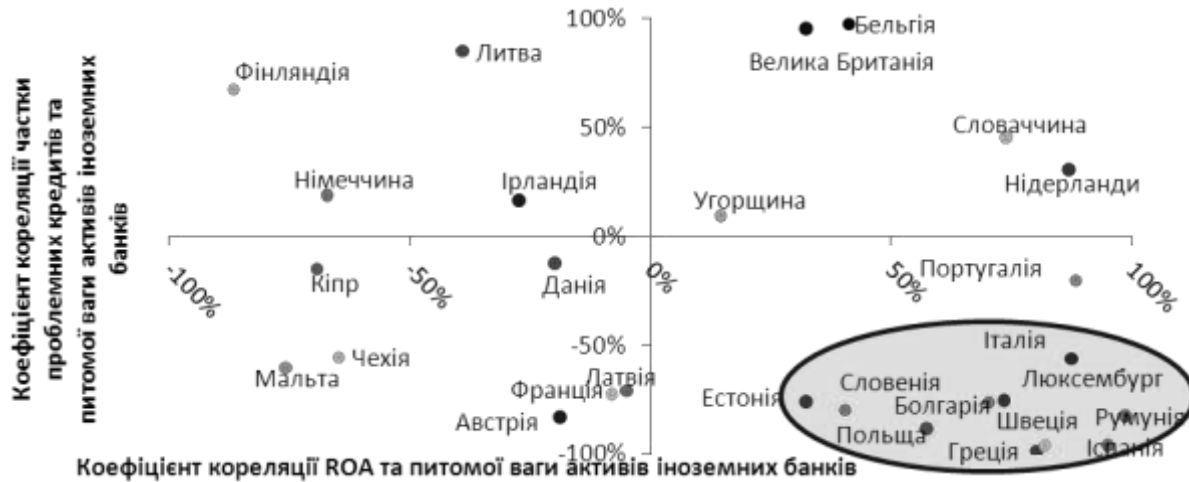 Коефіцієнт кореляції частки
проблемних кредитів та
питомої ваги активів іноземних
банків
100%
Бельгія
Литва
Велика Британія
Фінляндія
50%
Словаччина
Німеччина
Ірландія
Нідерланди
Угорщина
0%
-100%
-50%
0%
50%
100%
Кіпр
Данія
Португалія
-50%
Італія
Чехія
Мальта
Латвія
Франція
Люксембург
Словенія
Естонія
Болгарія
Австрія
Швеція
Румунія
Польща
Греція
Іспанія
-100%
Коефіцієнт кореляції ROA та питомої ваги активів іноземних банків